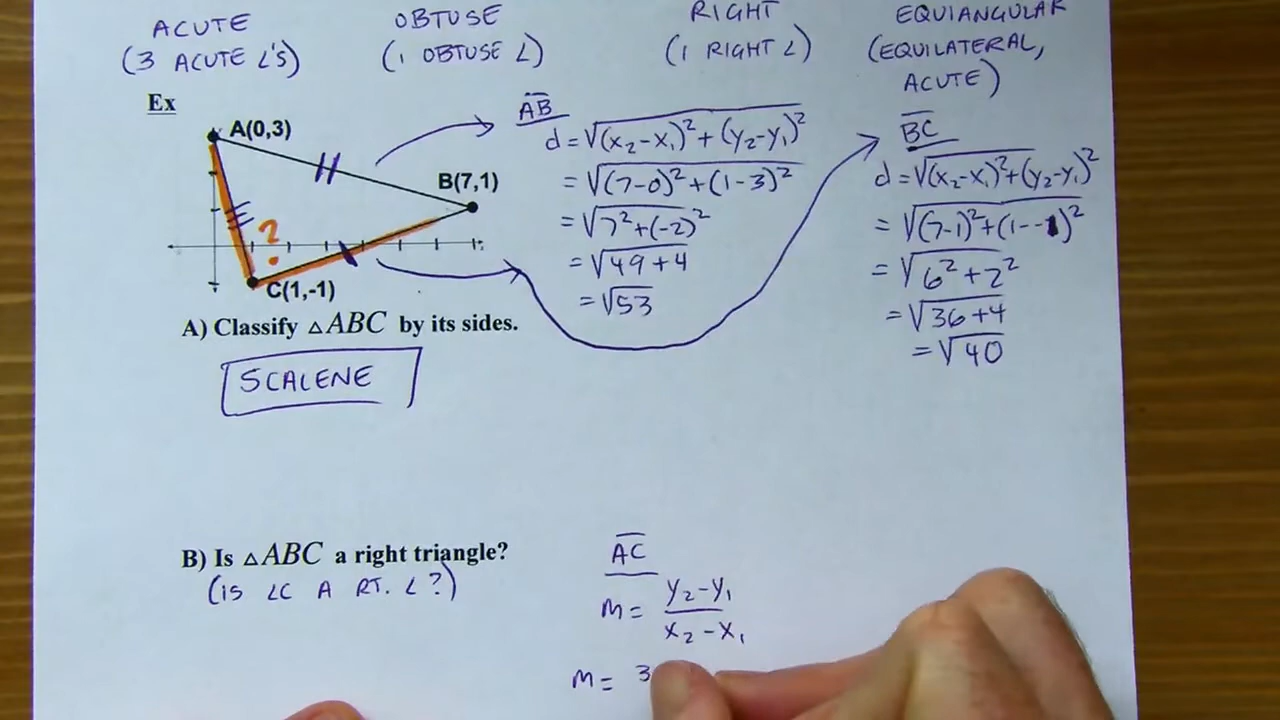 ACUTE
(3 ACUTE ∠'S)
OBTUSE
(1 OBTUSE ∠)
RIGHT
(1 RIGHT ∠)
EQUIANGULAR
(EQUILATERAL,
ACUTE)
Ex
A(0,3)
B(7,1)
C(1,-1)
?
A) Classify △ABC by its sides.
SCALENE
A̅B̅
d=√(x₂-x₁)²+(y₂-y₁)²
=√(7-0)²+(1-3)²
=√7²+(-2)²
=√49+4
=√53
B̅C̅
d=√(x₂-x₁)²+(y₂-y₁)²
=√(7-1)²+(1--1)²
=√6²+2²
=√36+4
=√40
B) Is △ABC a right triangle?
(IS ∠C A RT. ∠?)
A̅C̅
m= y₂-y₁
x₂-x₁
m= 3